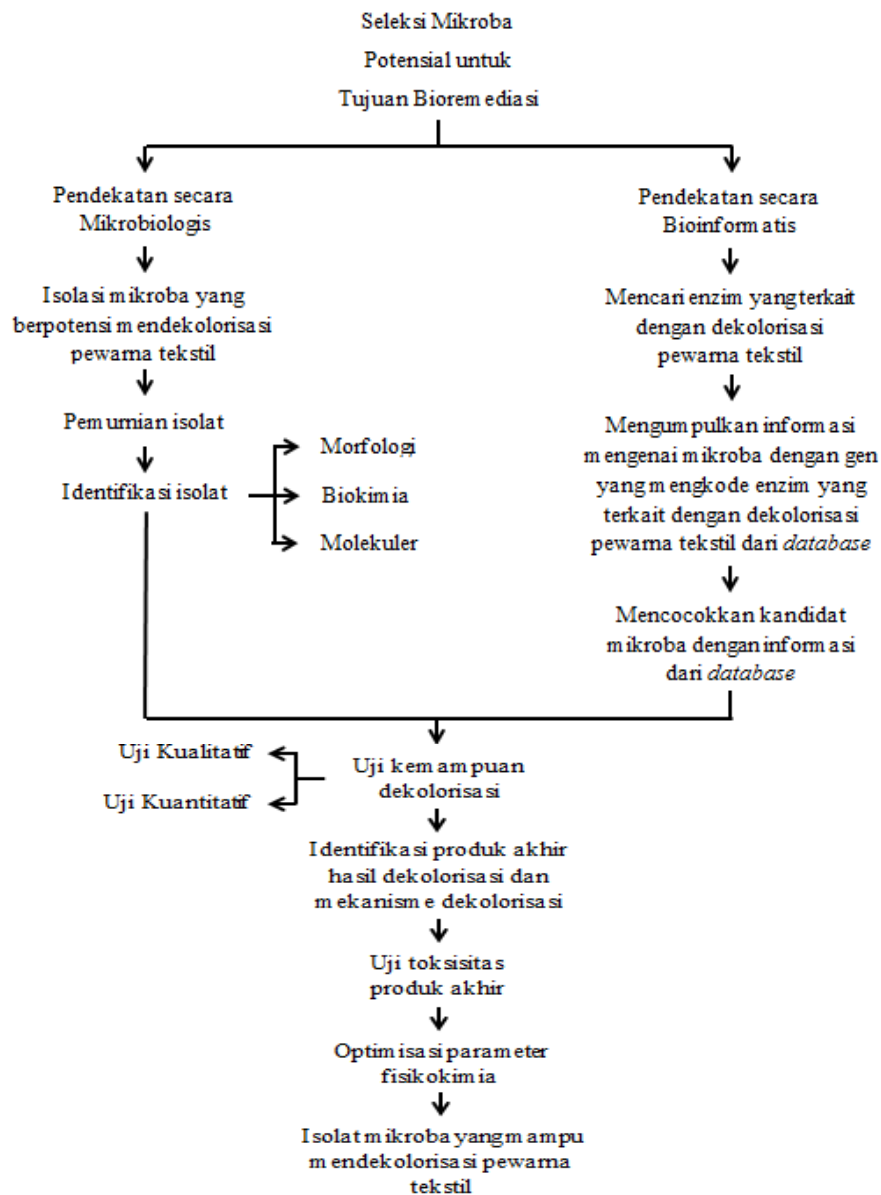 Seleksi Mikroba
Potensial untuk
Tujuan Bioremediasi
Pendekatan secara
Mikrobiologis
Isolasi mikroba yang
berpotensi mendekolorisasi
pewarna tekstil
Pemurnian isolat
Identifikasi isolat
Morfologi
Biokimia
Molekuler
Pendekatan secara
Bioinformatis
Mencari enzim yang terkait
dengan dekolorisasi
pewarna tekstil
Mengumpulkan informasi
mengenai mikroba dengan gen
yang mengkode enzim yang
terkait dengan dekolorisasi
pewarna tekstil dari database
Mencocokkan kandidat
mikroba dengan informasi
dari database
Uji kemampuan
dekolorisasi
Uji Kualitatif
Uji Kuantitatif
Identifikasi produk akhir
hasil dekolorisasi dan
mekanisme dekolorisasi
Uji toksisitas
produk akhir
Optimisasi parameter
fisikokimia
Isolat mikroba yang mampu
mendekolorisasi pewarna
tekstil